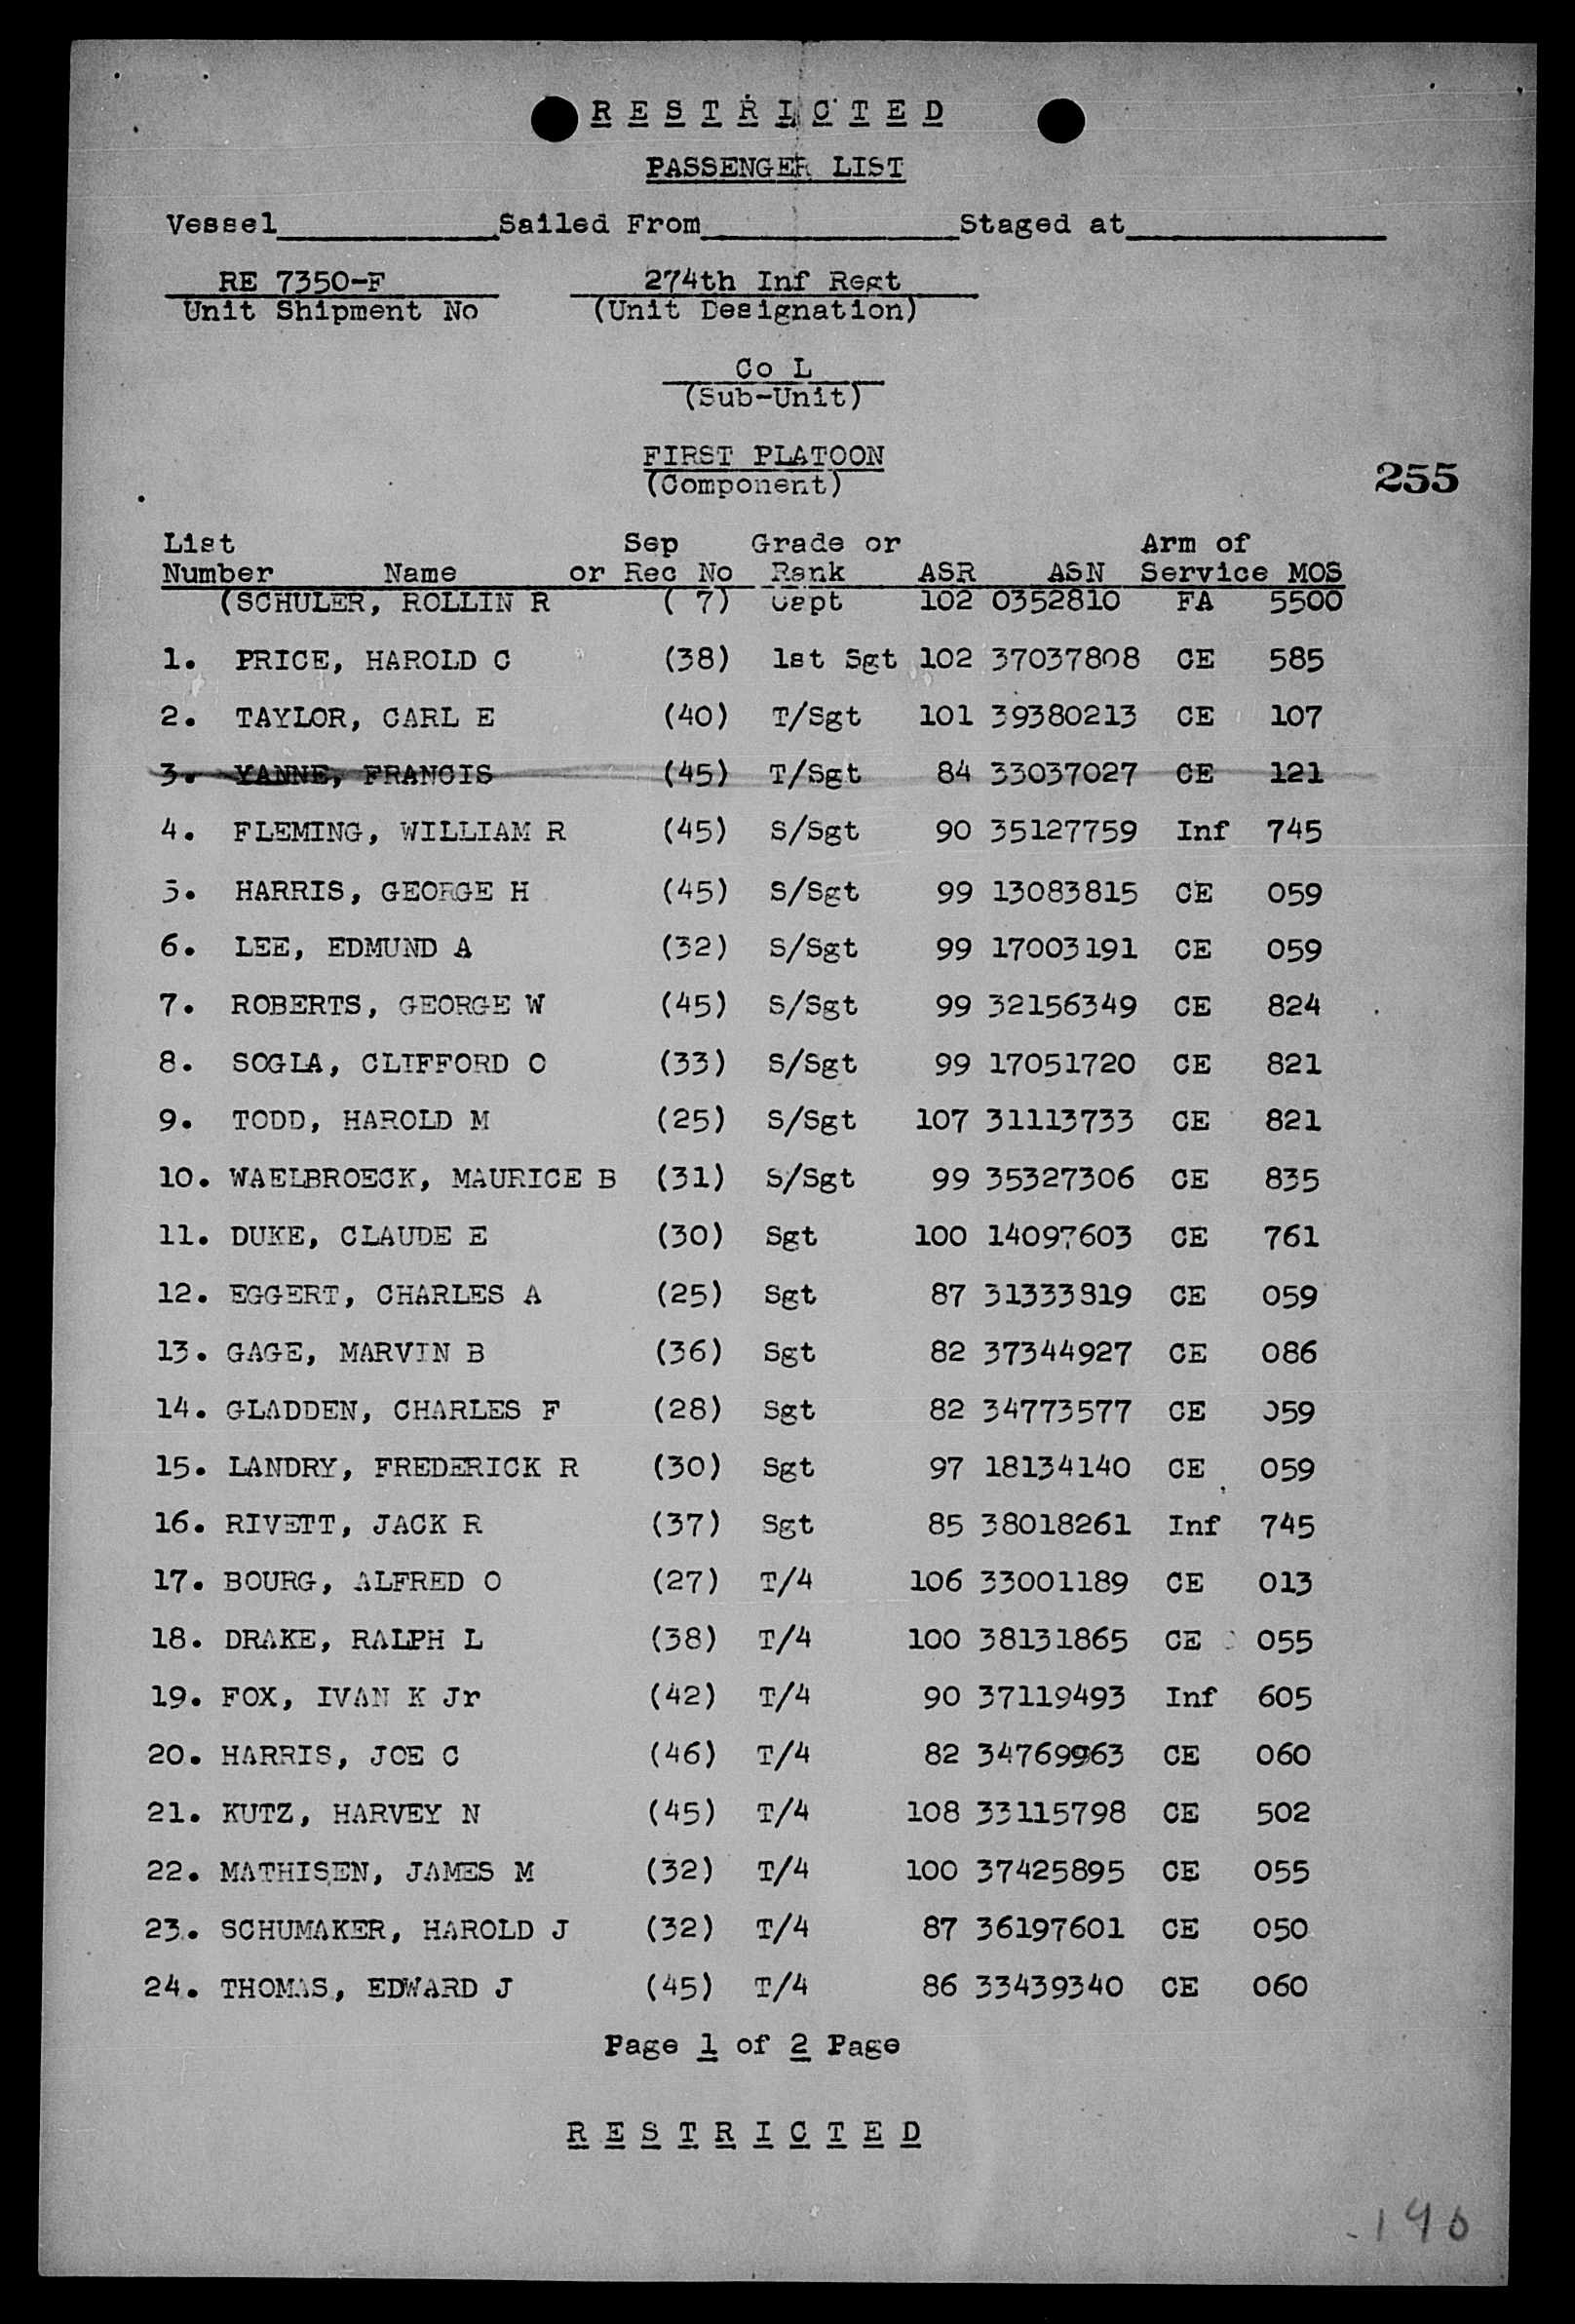 RESTRICTED
PASSENGER LIST
Vessel____________Sailed From______________Staged at______________
RE 7350-F 274th Inf Regt
Unit Shipment No (Unit Designation)
Co L
(Sub-Unit)
FIRST PLATOON
(Component)
255
List Sep Grade or Arm of
Number Name or Rec No Rank ASR ASN Service MOS
(SCHULER, ROLLIN R ( 7) Capt 102 0352810 FA 5500
1. PRICE, HAROLD C (38) 1st Sgt 102 37037808 CE 585
2. TAYLOR, CARL E (40) T/Sgt 101 39380213 CE 107
3. YANNE, FRANCIS (45) T/Sgt 84 33037027 CE 121
4. FLEMING, WILLIAM R (45) S/Sgt 90 35127759 Inf 745
5. HARRIS, GEORGE H (45) S/Sgt 99 13083815 CE 059
6. LEE, EDMUND A (32) S/Sgt 99 17003191 CE 059
7. ROBERTS, GEORGE W (45) S/Sgt 99 32156349 CE 824
8. SOGLA, CLIFFORD O (33) S/Sgt 99 17051720 CE 821
9. TODD, HAROLD M (25) S/Sgt 107 31113733 CE 821
10. WAELBROECK, MAURICE B (31) S/Sgt 99 35327306 CE 835
11. DUKE, CLAUDE E (30) Sgt 100 14097603 CE 761
12. EGGERT, CHARLES A (25) Sgt 87 31333819 CE 059
13. GAGE, MARVIN B (36) Sgt 82 37344927 CE 086
14. GLADDEN, CHARLES F (28) Sgt 82 34773577 CE 059
15. LANDRY, FREDERICK R (30) Sgt 97 18134140 CE 059
16. RIVETT, JACK R (37) Sgt 85 38018261 Inf 745
17. BOURG, ALFRED O (27) T/4 106 33001189 CE 013
18. DRAKE, RALPH L (38) T/4 100 38131865 CE 055
19. FOX, IVAN K Jr (42) T/4 90 37119493 Inf 605
20. HARRIS, JOE C (46) T/4 82 34769963 CE 060
21. KUTZ, HARVEY N (45) T/4 108 33115798 CE 502
22. MATHISEN, JAMES M (32) T/4 100 37425895 CE 055
23. SCHUMAKER, HAROLD J (32) T/4 87 36197601 CE 050
24. THOMAS, EDWARD J (45) T/4 86 33439340 CE 060
Page 1 of 2 Page
RESTRICTED